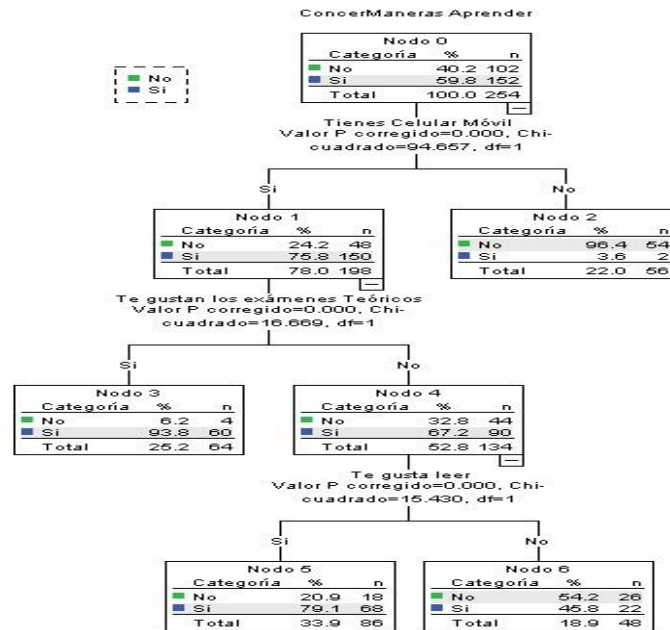 ConcerManeras Aprender
No
Si
Nodo 0
Categoría % n
No 40.2 102
Si 59.8 152
Total 100.0 254
Tienes Celular Móvil
Valor P corregido=0.000, Chi-
cuadrado=94.657, df=1
Si
No
Nodo 1
Categoría % n
No 24.2 48
Si 75.8 150
Total 78.0 198
Nodo 2
Categoría % n
No 96.4 54
Si 3.6 2
Total 22.0 56
Te gustan los exámenes Teóricos
Valor P corregido=0.000, Chi-
cuadrado=16.669, df=1
Si
No
Nodo 3
Categoría % n
No 6.2 4
Si 93.8 60
Total 25.2 64
Nodo 4
Categoría % n
No 32.8 44
Si 67.2 90
Total 52.8 134
Te gusta leer
Valor P corregido=0.000, Chi-
cuadrado=15.430, df=1
Si
No
Nodo 5
Categoría % n
No 20.9 18
Si 79.1 68
Total 33.9 86
Nodo 6
Categoría % n
No 54.2 26
Si 45.8 22
Total 18.9 48